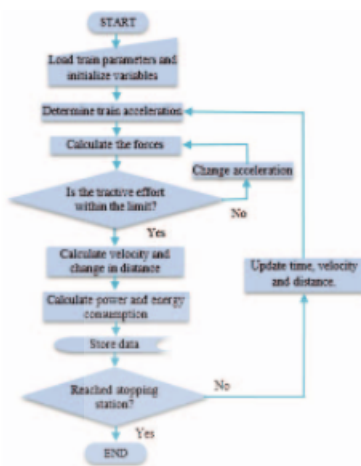 START
Load train parameters and
initialize variables
Determine train acceleration
Calculate the forces
Change acceleration
Is the tractive effort
within the limit?
No
Yes
Calculate velocity and
change in distance
Update time, velocity
and distance.
Calculate power and energy
consumption
Store data
Reached stopping
station?
No
Yes
END